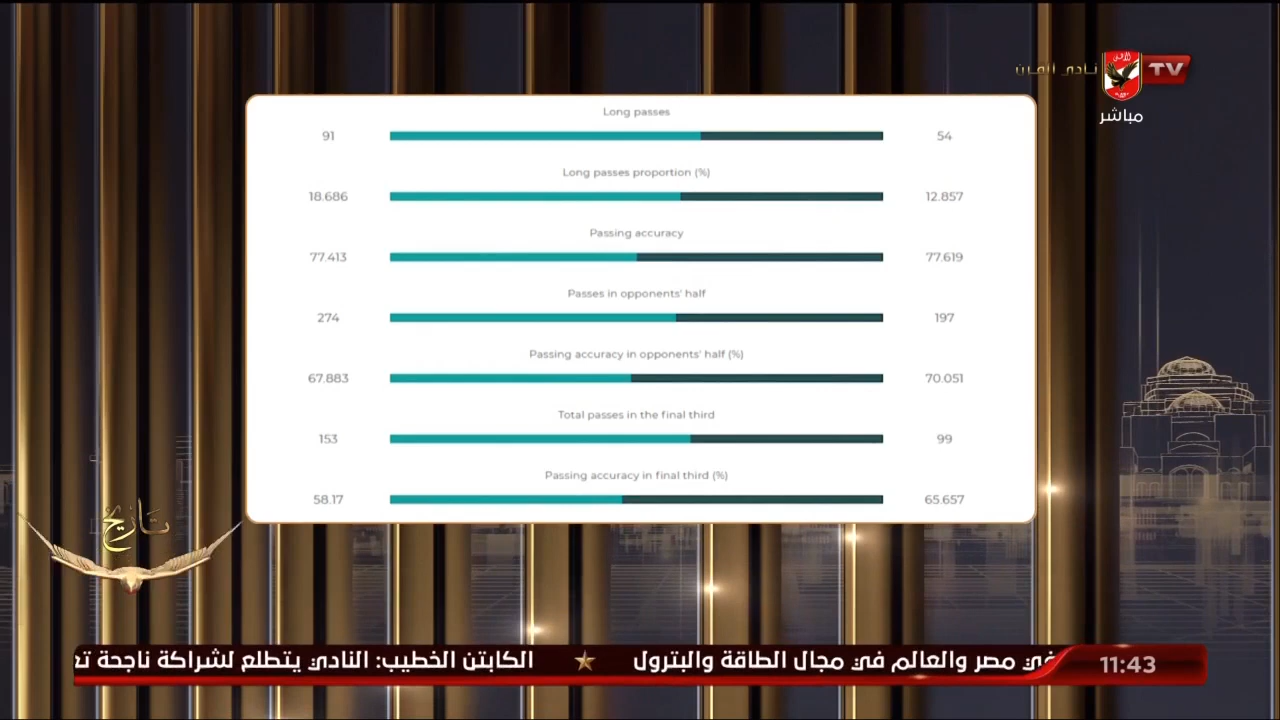 نادي القرن
TV
مباشر
Long passes
91 54
Long passes proportion (%)
18.686 12.857
Passing accuracy
77.413 77.619
Passes in opponents' half
274 197
Passing accuracy in opponents' half (%)
67.883 70.051
Total passes in the final third
153 99
Passing accuracy in final third (%)
58.17 65.657
تاريخ
في مصر والعالم في مجال الطاقة والبترول ★ الكابتن الخطيب: النادي يتطلع لشراكة ناجحة
11:43